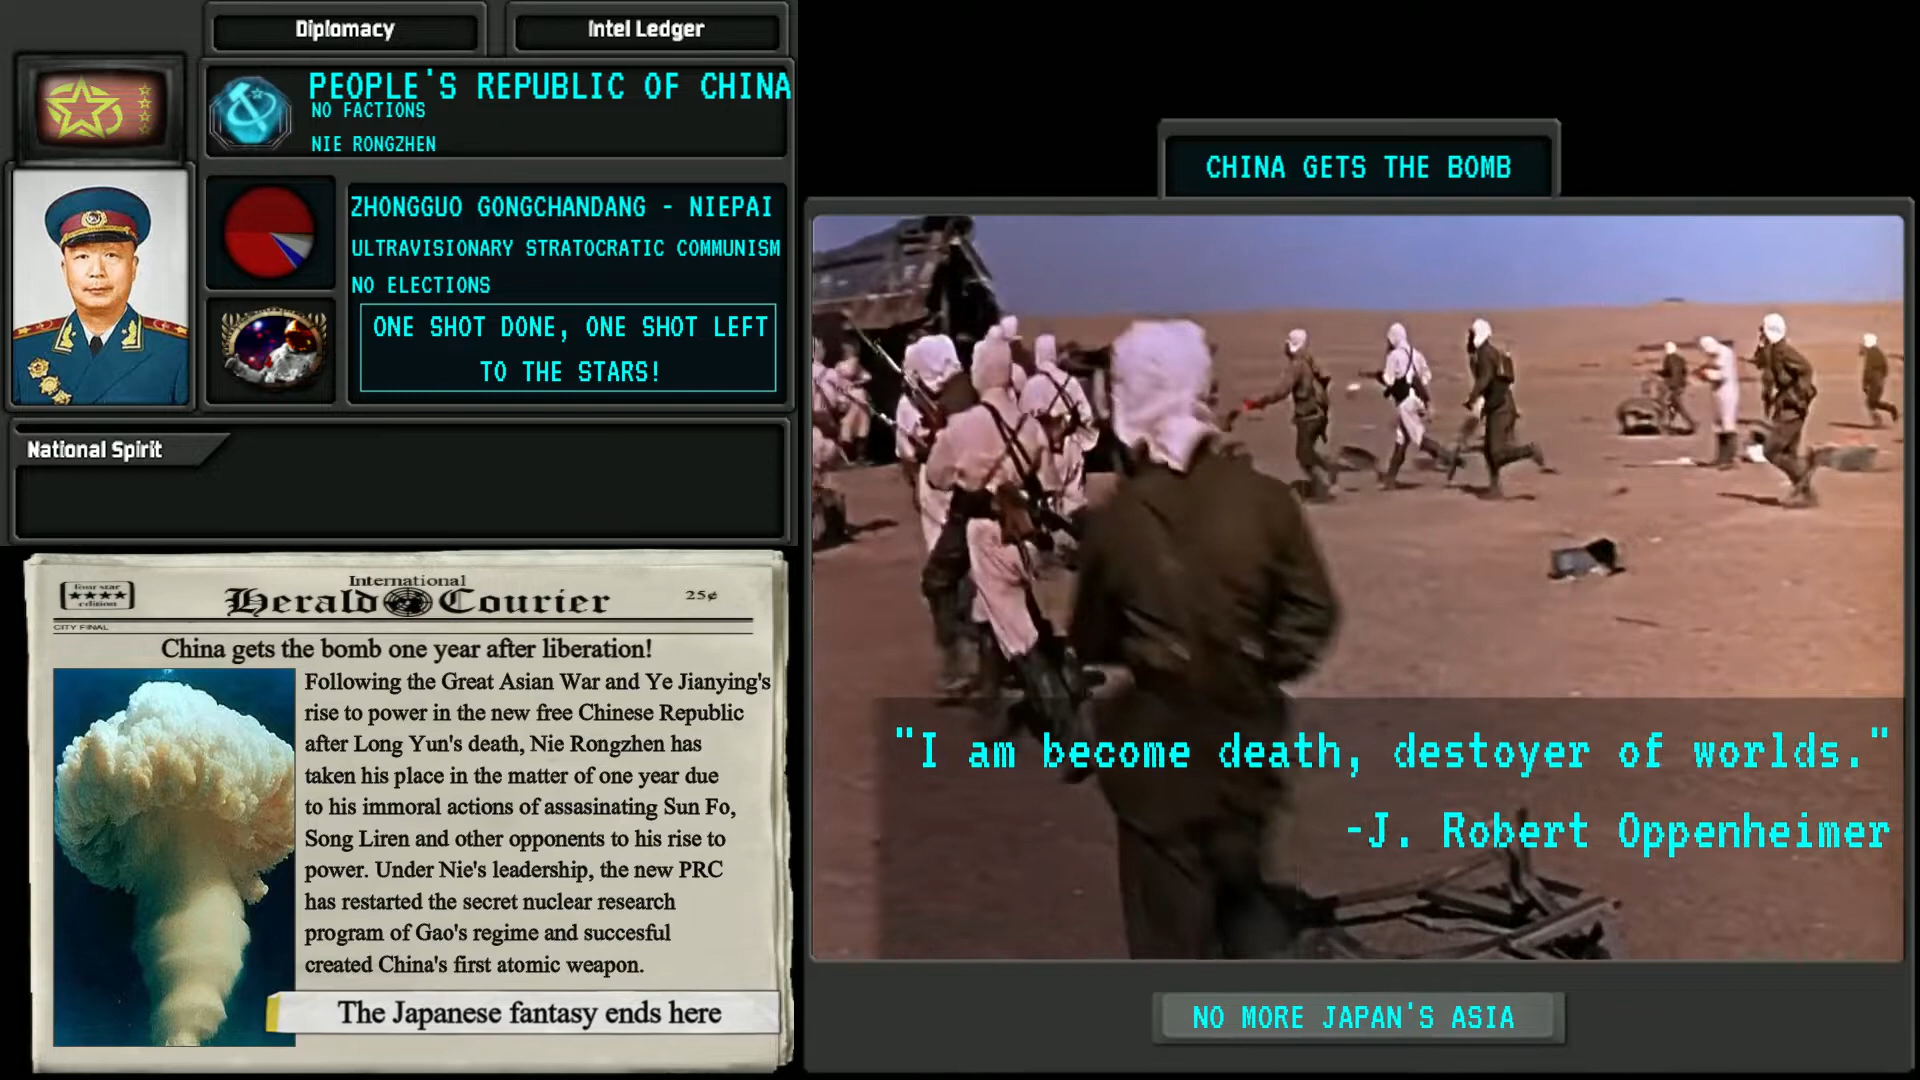 Diplomacy
Intel Ledger
PEOPLE'S REPUBLIC OF CHINA
NO FACTIONS
NIE RONGZHEN
ZHONGGUO GONGCHANDANG - NIEPAI
ULTRAVISIONARY STRATOCRATIC COMMUNISM
NO ELECTIONS
ONE SHOT DONE, ONE SHOT LEFT
TO THE STARS!
National Spirit
four star
edition
International
Herald Courier
25¢
CITY FINAL
China gets the bomb one year after liberation!
Following the Great Asian War and Ye Jianying's
rise to power in the new free Chinese Republic
after Long Yun's death, Nie Rongzhen has
taken his place in the matter of one year due
to his immoral actions of assasinating Sun Fo,
Song Liren and other opponents to his rise to
power. Under Nie's leadership, the new PRC
has restarted the secret nuclear research
program of Gao's regime and succesful
created China's first atomic weapon.
The Japanese fantasy ends here
CHINA GETS THE BOMB
"I am become death, destoyer of worlds."
-J. Robert Oppenheimer
NO MORE JAPAN'S ASIA